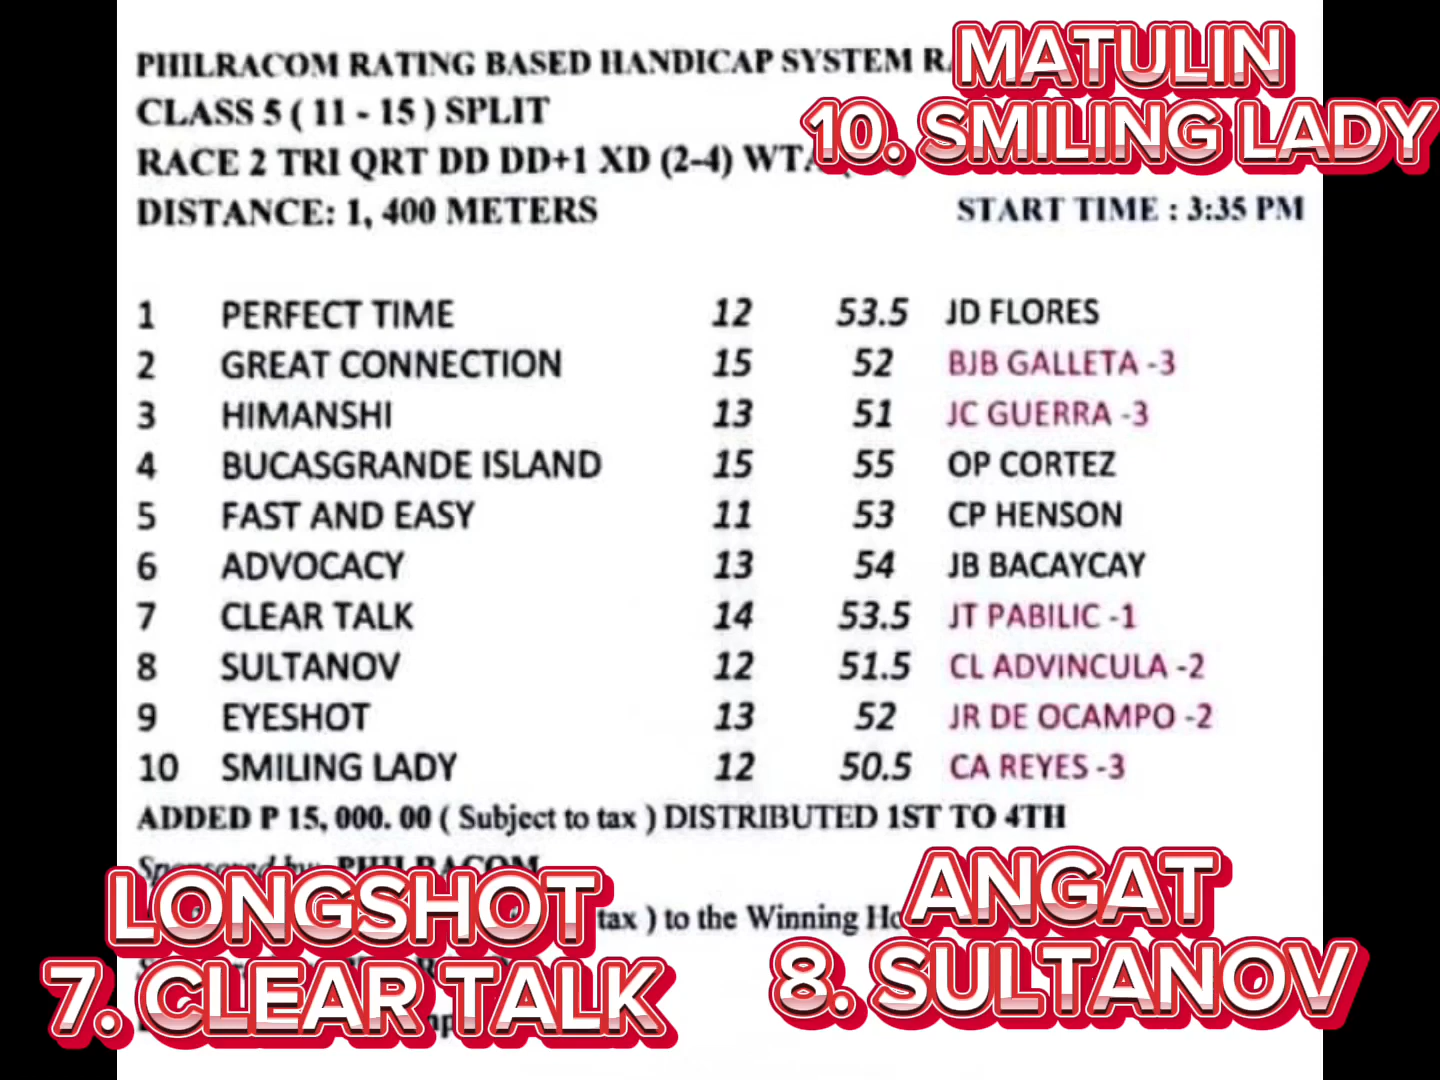 PHILRACOM RATING BASED HANDICAP SYSTEM
MATULIN
10. SMILING LADY
CLASS 5 ( 11 - 15 ) SPLIT
RACE 2 TRI QRT DD DD+1 XD (2-4)
DISTANCE: 1, 400 METERS START TIME : 3:35 PM
1 PERFECT TIME 12 53.5 JD FLORES
2 GREAT CONNECTION 15 52 BJB GALLETA -3
3 HIMANSHI 13 51 JC GUERRA -3
4 BUCASGRANDE ISLAND 15 55 OP CORTEZ
5 FAST AND EASY 11 53 CP HENSON
6 ADVOCACY 13 54 JB BACAYCAY
7 CLEAR TALK 14 53.5 JT PABILIC -1
8 SULTANOV 12 51.5 CL ADVINCULA -2
9 EYESHOT 13 52 JR DE OCAMPO -2
10 SMILING LADY 12 50.5 CA REYES -3
ADDED P 15, 000. 00 ( Subject to tax ) DISTRIBUTED 1ST TO 4TH
Sponsored by: PHILRACOM
tax ) to the Winning
LONGSHOT
7. CLEAR TALK
ANGAT
8. SULTANOV